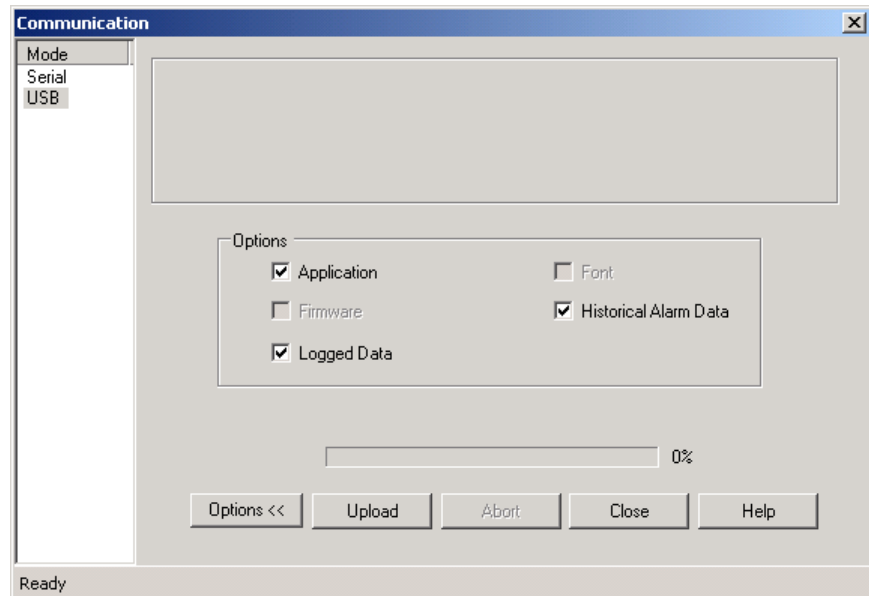 Communication
Mode
Serial
USB
Options
Application
Font
Firmware
Historical Alarm Data
Logged Data
0%
Options <<
Upload
Abort
Close
Help
Ready